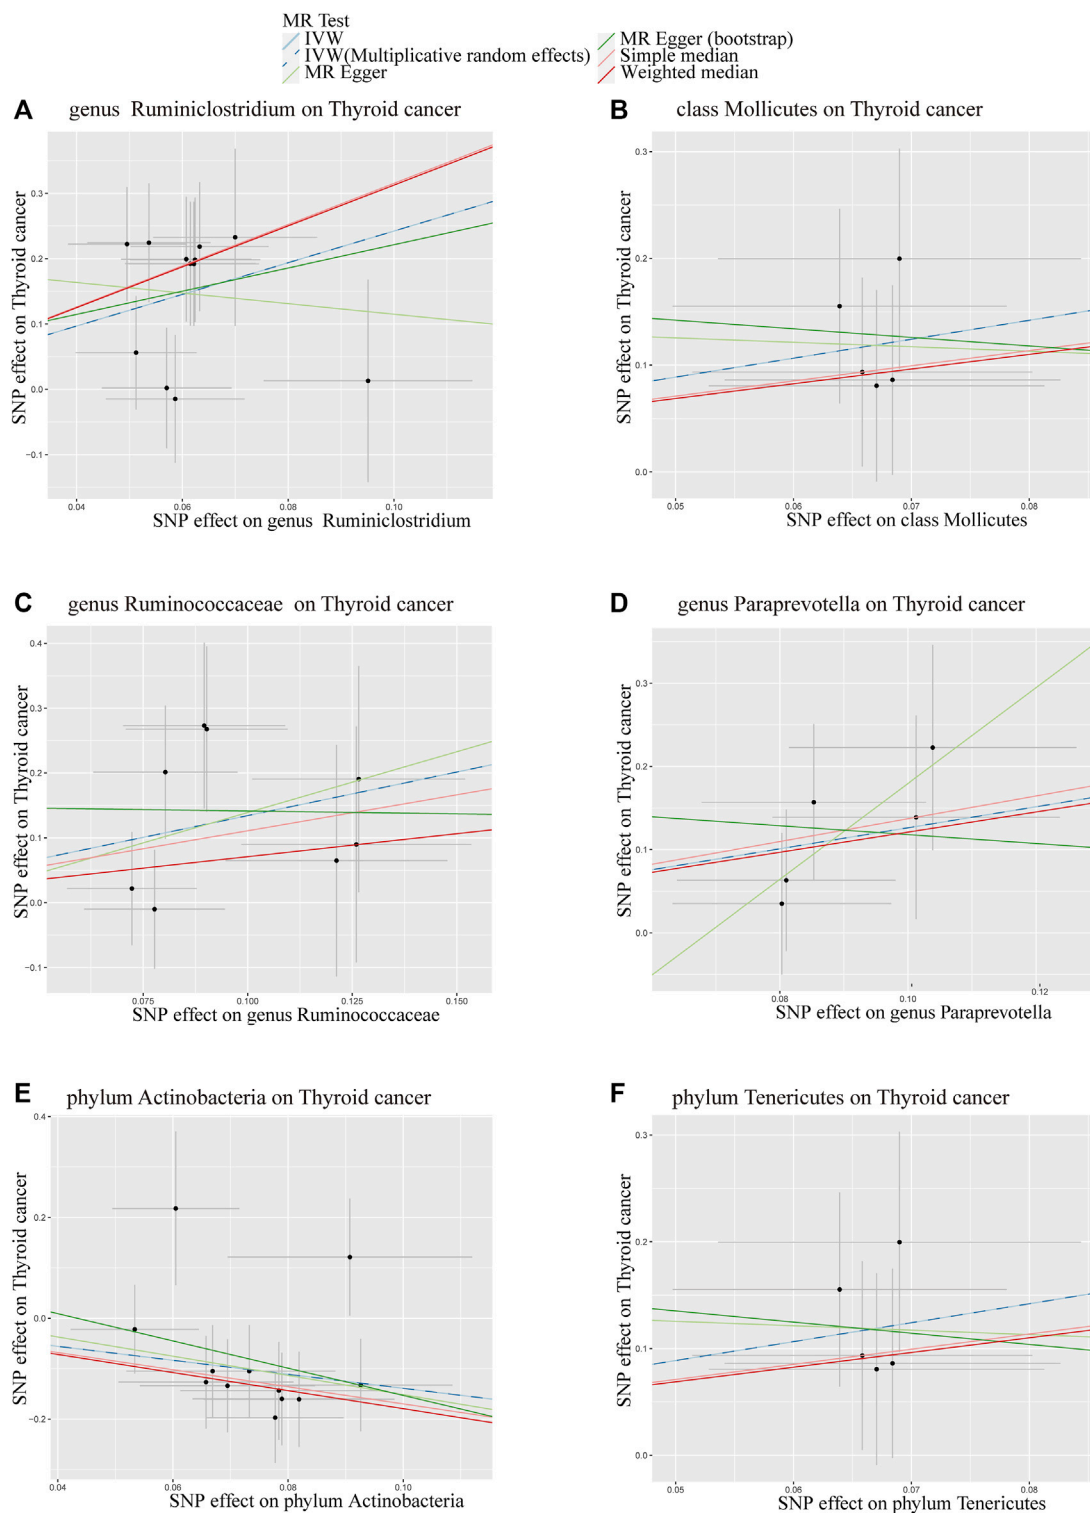 MR Test
IVW
IVW(Multiplicative random effects)
MR Egger
MR Egger (bootstrap)
Simple median
Weighted median
A
genus Ruminiclostridium on Thyroid cancer
SNP effect on Thyroid cancer
0.3
0.2
0.1
0.0
−0.1
0.04
0.06
0.08
0.10
SNP effect on genus Ruminiclostridium
B
class Mollicutes on Thyroid cancer
SNP effect on Thyroid cancer
0.3
0.2
0.1
0.0
0.05
0.06
0.07
0.08
SNP effect on class Mollicutes
C
genus Ruminococcaceae on Thyroid cancer
SNP effect on Thyroid cancer
0.4
0.3
0.2
0.1
0.0
−0.1
0.075
0.100
0.125
0.150
SNP effect on genus Ruminococcaceae
D
genus Paraprevotella on Thyroid cancer
SNP effect on Thyroid cancer
0.3
0.2
0.1
0.0
0.08
0.10
0.12
SNP effect on genus Paraprevotella
E
phylum Actinobacteria on Thyroid cancer
SNP effect on Thyroid cancer
0.4
0.2
0.0
−0.2
0.04
0.06
0.08
0.10
SNP effect on phylum Actinobacteria
F
phylum Tenericutes on Thyroid cancer
SNP effect on Thyroid cancer
0.3
0.2
0.1
0.0
0.05
0.06
0.07
0.08
SNP effect on phylum Tenericutes